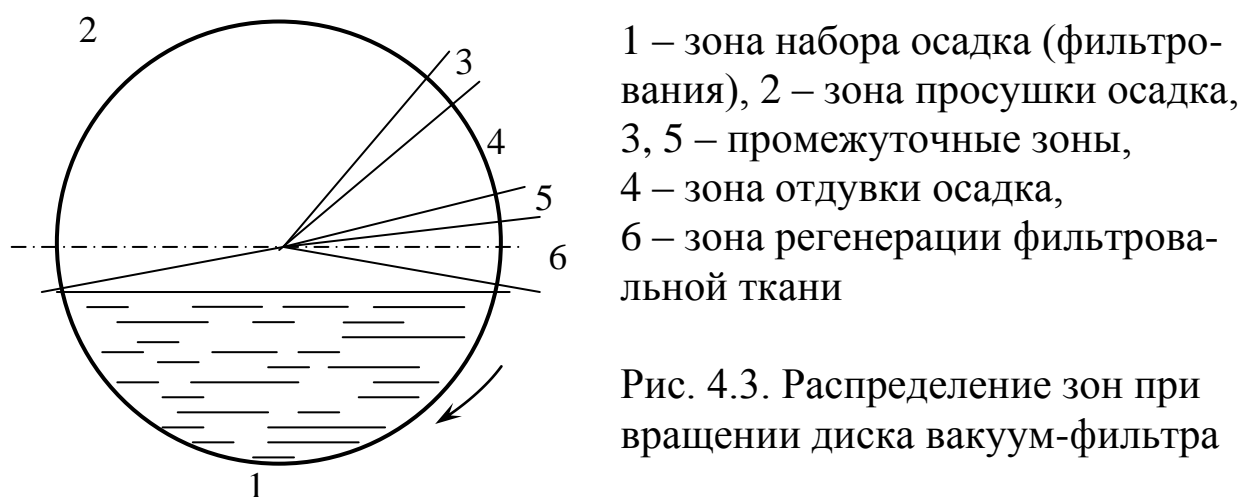 2
3
4
5
6
1
1 – зона набора осадка (фильтро-
вания), 2 – зона просушки осадка,
3, 5 – промежуточные зоны,
4 – зона отдувки осадка,
6 – зона регенерации фильтрова-
льной ткани
Рис. 4.3. Распределение зон при
вращении диска вакуум-фильтра